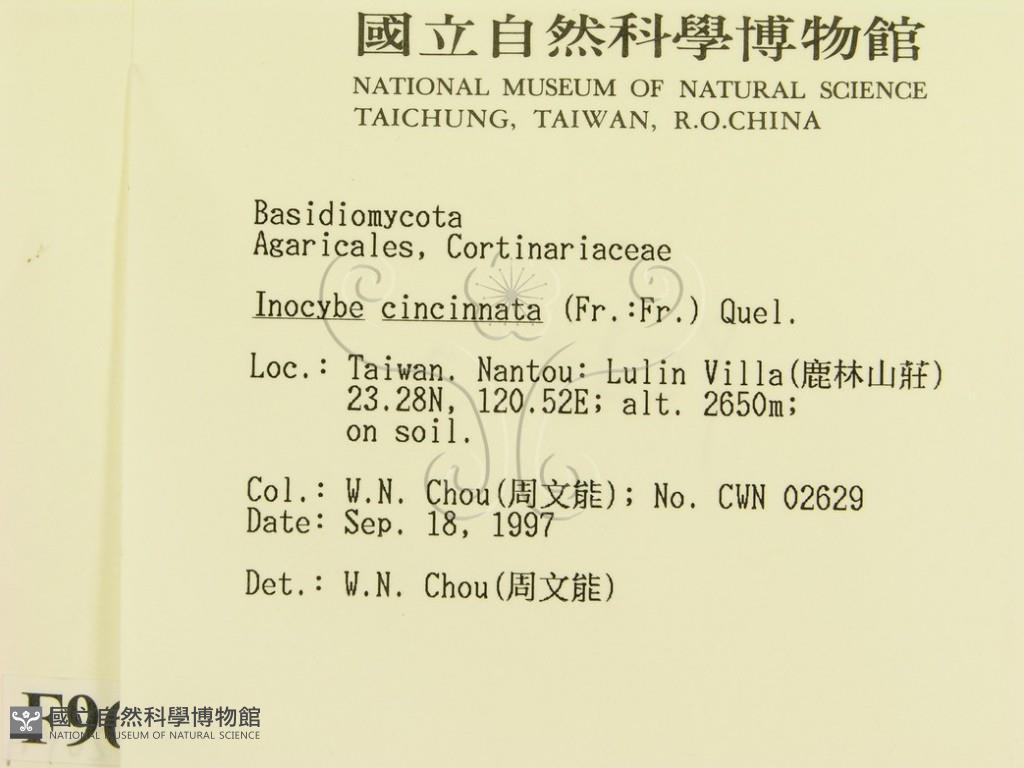 國立自然科學博物館
NATIONAL MUSEUM OF NATURAL SCIENCE
TAICHUNG, TAIWAN, R.O.CHINA
Basidiomycota
Agaricales, Cortinariaceae
Inocybe cincinnata (Fr.:Fr.) Quel.
Loc.: Taiwan. Nantou: Lulin Villa(鹿林山莊)
23.28N, 120.52E; alt. 2650m;
on soil.
Col.: W.N. Chou(周文能); No. CWN 02629
Date: Sep. 18, 1997
Det.: W.N. Chou(周文能)
F9
國立自然科學博物館
NATIONAL MUSEUM OF NATURAL SCIENCE